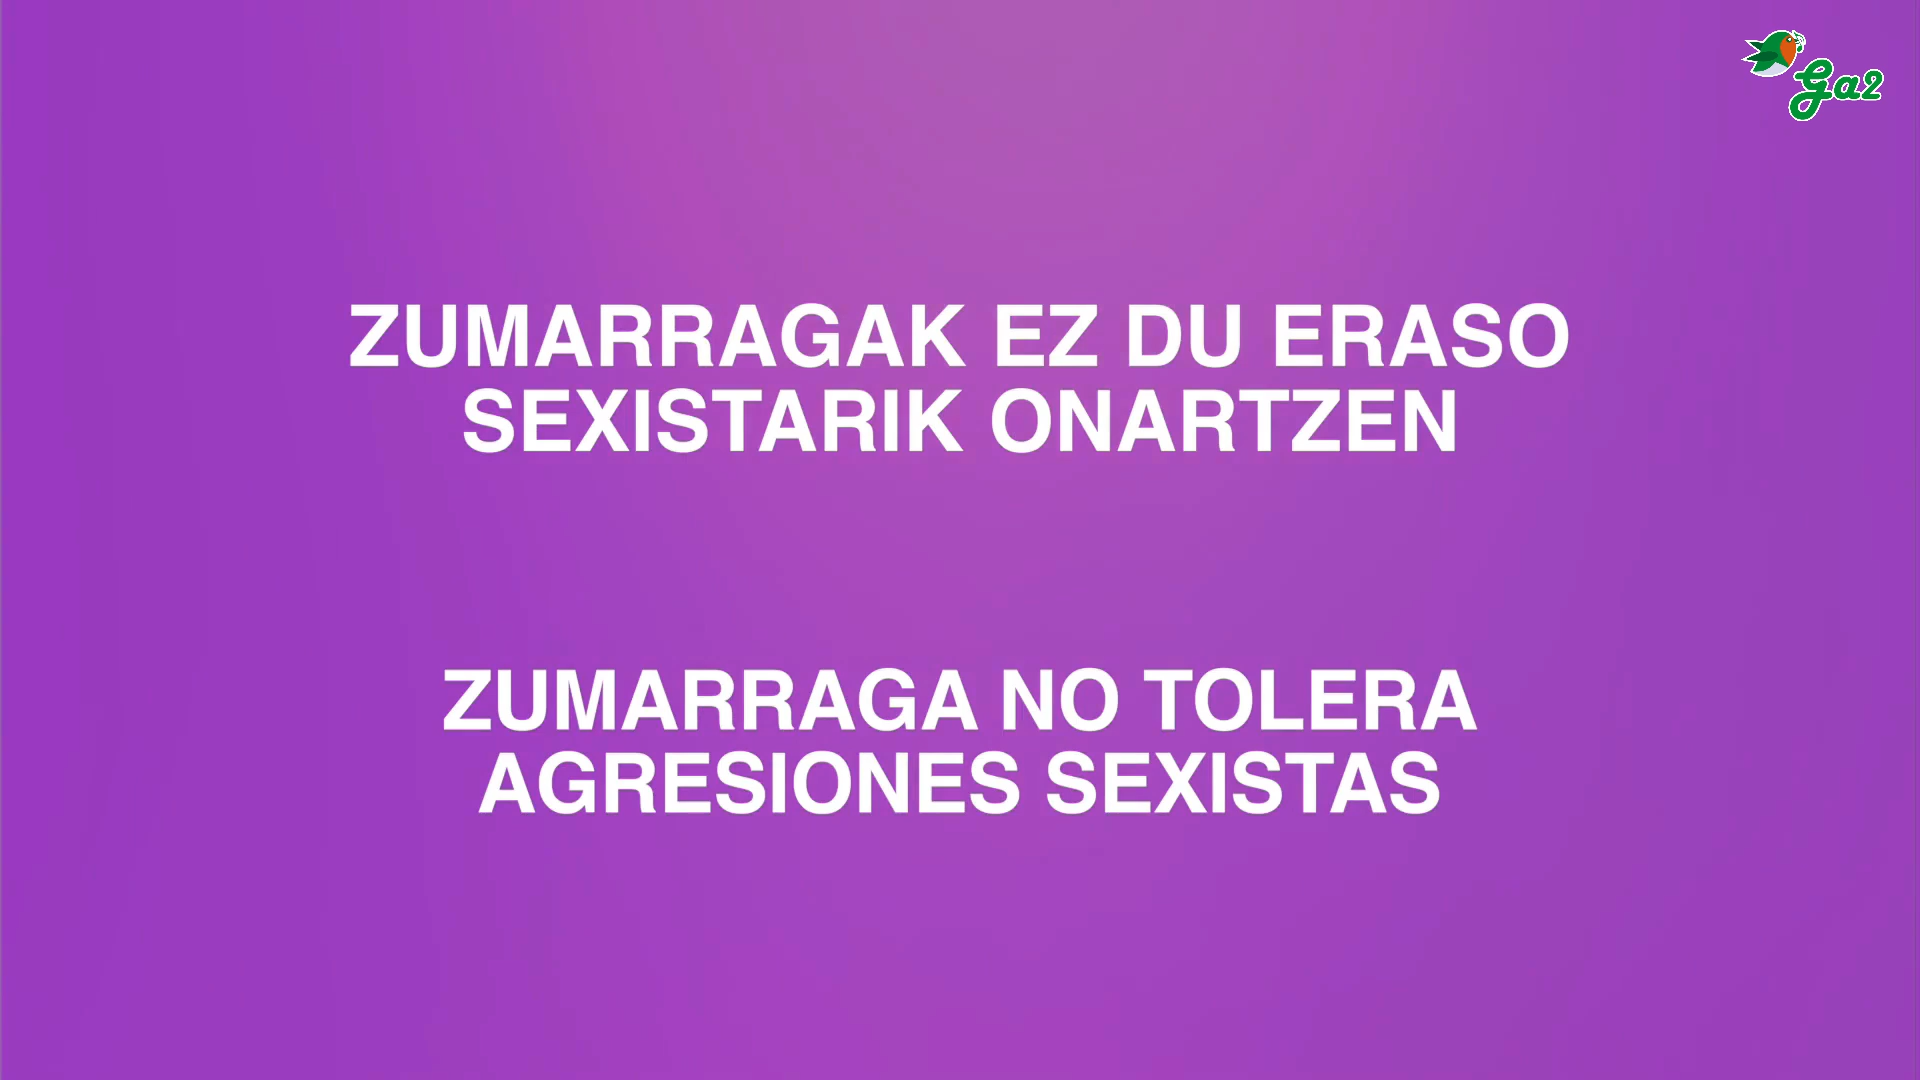 Ga2
ZUMARRAGAK EZ DU ERASO
SEXISTARIK ONARTZEN
ZUMARRAGA NO TOLERA
AGRESIONES SEXISTAS